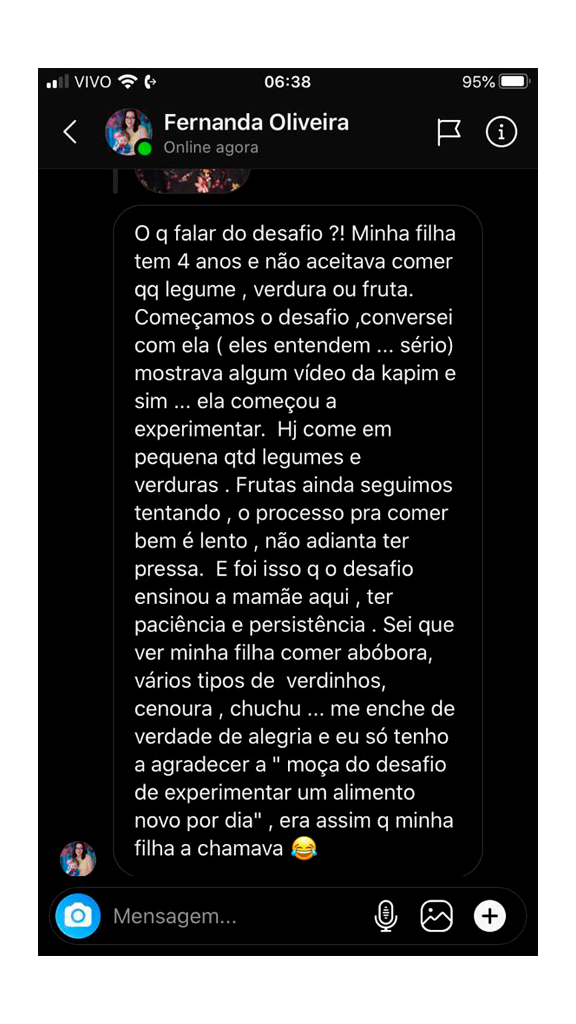 VIVO 06:38 95%
Fernanda Oliveira
Online agora
O q falar do desafio ?! Minha filha
tem 4 anos e não aceitava comer
qq legume , verdura ou fruta.
Começamos o desafio ,conversei
com ela ( eles entendem ... sério)
mostrava algum vídeo da kapim e
sim ... ela começou a
experimentar.  Hj come em
pequena qtd legumes e
verduras . Frutas ainda seguimos
tentando , o processo pra comer
bem é lento , não adianta ter
pressa.  E foi isso q o desafio
ensinou a mamãe aqui , ter
paciência e persistência . Sei que
ver minha filha comer abóbora,
vários tipos de  verdinhos,
cenoura , chuchu ... me enche de
verdade de alegria e eu só tenho
a agradecer a " moça do desafio
de experimentar um alimento
novo por dia" , era assim q minha
filha a chamava 😂
Mensagem...